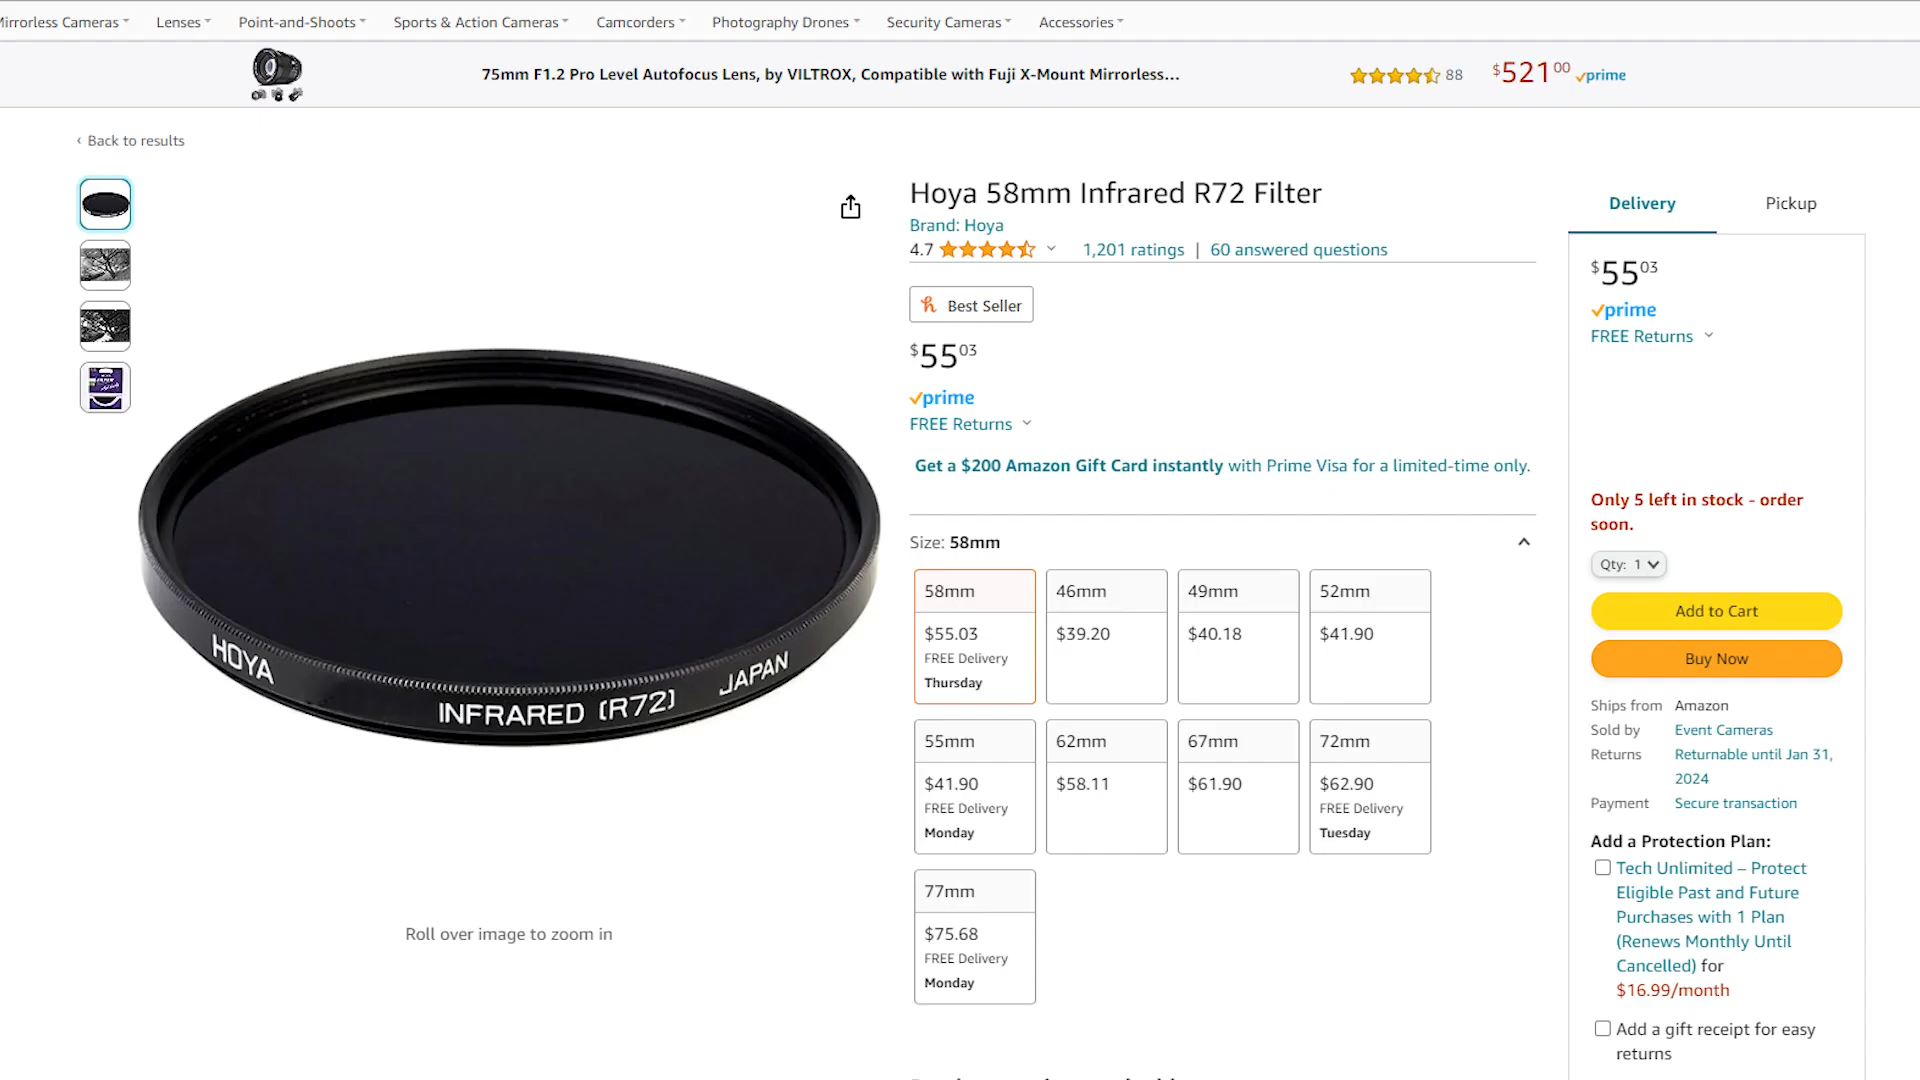 Mirrorless Cameras
Lenses
Point-and-Shoots
Sports & Action Cameras
Camcorders
Photography Drones
Security Cameras
Accessories
75mm F1.2 Pro Level Autofocus Lens, by VILTROX, Compatible with Fuji X-Mount Mirrorless...
88
$521 00
prime
‹ Back to results
HOYA
INFRARED (R72)
JAPAN
Roll over image to zoom in
Hoya 58mm Infrared R72 Filter
Brand: Hoya
4.7
1,201 ratings | 60 answered questions
h Best Seller
$55 03
prime
FREE Returns
Get a $200 Amazon Gift Card instantly with Prime Visa for a limited-time only.
Size: 58mm
58mm
$55.03
FREE Delivery
Thursday
46mm
$39.20
49mm
$40.18
52mm
$41.90
55mm
$41.90
FREE Delivery
Monday
62mm
$58.11
67mm
$61.90
72mm
$62.90
FREE Delivery
Tuesday
77mm
$75.68
FREE Delivery
Monday
Delivery
Pickup
$55 03
prime
FREE Returns
Only 5 left in stock - order
soon.
Qty: 1
Add to Cart
Buy Now
Ships from Amazon
Sold by Event Cameras
Returns Returnable until Jan 31,
2024
Payment Secure transaction
Add a Protection Plan:
Tech Unlimited – Protect
Eligible Past and Future
Purchases with 1 Plan
(Renews Monthly Until
Cancelled) for
$16.99/month
Add a gift receipt for easy
returns